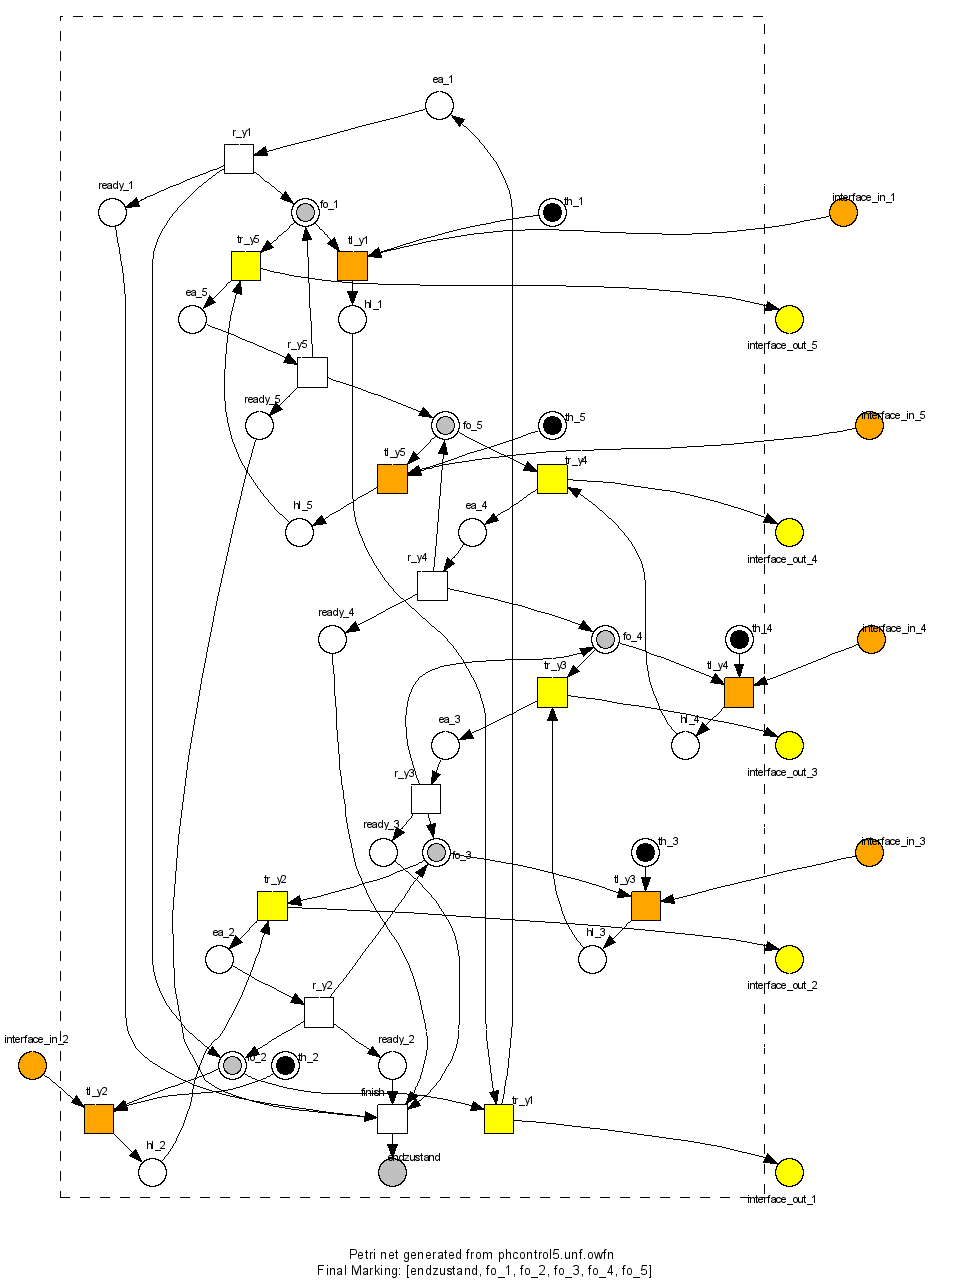 ea_1
r_y1
ready_1
fo_1
th_1
interface_in_1
tr_y5
tl_y1
ea_5
hl_1
r_y5
interface_out_5
ready_5
fo_5
th_5
interface_in_5
tl_y5
tr_y4
hl_5
ea_4
r_y4
interface_out_4
ready_4
fo_4
th_4
interface_in_4
tr_y3
tl_y4
ea_3
hl_4
r_y3
interface_out_3
ready_3
fo_3
th_3
interface_in_3
tr_y2
tl_y3
ea_2
hl_3
r_y2
interface_out_2
interface_in_2
fo_2
th_2
ready_2
tl_y2
finish
tr_y1
hl_2
endzustand
interface_out_1
Petri net generated from phcontrol5.unf.owfn
Final Marking: [endzustand, fo_1, fo_2, fo_3, fo_4, fo_5]